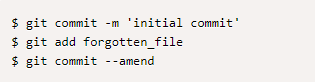 $ git commit -m 'initial commit'
$ git add forgotten_file
$ git commit --amend